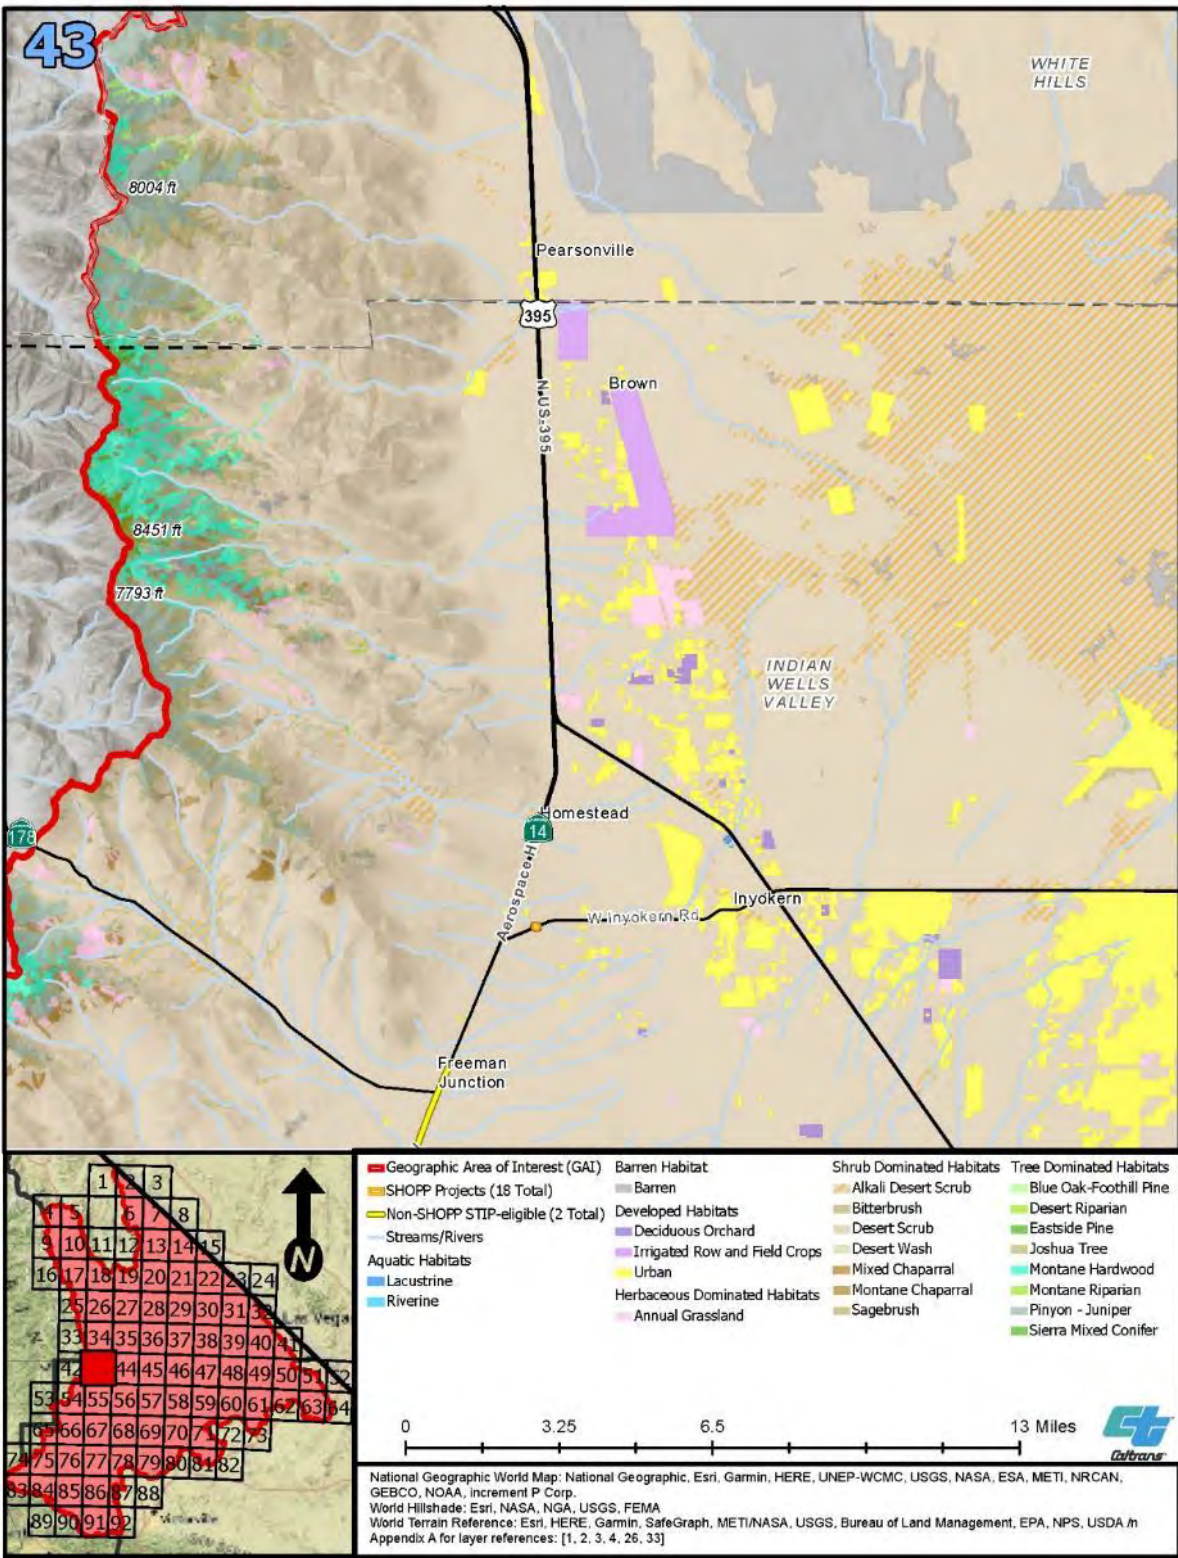 43
WHITE
HILLS
8004 ft
Pearsonville
395
Brown
N US-395
8451 ft
7793 ft
INDIAN
WELLS
VALLEY
178
Homestead
14
Aerospace H
Inyokern
W Inyokern Rd
Freeman
Junction
1 2 3
4 5 6 7 8
9 10 11 12 13 14 15
16 17 18 19 20 21 22 23 24
25 26 27 28 29 30 31 32
Las Vega
33 34 35 36 37 38 39 40 41
42 44 45 46 47 48 49 50 51 52
53 54 55 56 57 58 59 60 61 62 63 64
65 66 67 68 69 70 71 72 73
74 75 76 77 78 79 80 81 82
83 84 85 86 87 88
89 90 91 92
N
Geographic Area of Interest (GAI)
SHOPP Projects (18 Total)
Non-SHOPP STIP-eligible (2 Total)
Streams/Rivers
Aquatic Habitats
Lacustrine
Riverine
Barren Habitat
Barren
Developed Habitats
Deciduous Orchard
Irrigated Row and Field Crops
Urban
Herbaceous Dominated Habitats
Annual Grassland
Shrub Dominated Habitats
Alkali Desert Scrub
Bitterbrush
Desert Scrub
Desert Wash
Mixed Chaparral
Montane Chaparral
Sagebrush
Tree Dominated Habitats
Blue Oak-Foothill Pine
Desert Riparian
Eastside Pine
Joshua Tree
Montane Hardwood
Montane Riparian
Pinyon - Juniper
Sierra Mixed Conifer
0 3.25 6.5 13 Miles
Caltrans
National Geographic World Map: National Geographic, Esri, Garmin, HERE, UNEP-WCMC, USGS, NASA, ESA, METI, NRCAN,
GEBCO, NOAA, increment P Corp.
World Hillshade: Esri, NASA, NGA, USGS, FEMA
World Terrain Reference: Esri, HERE, Garmin, SafeGraph, METI/NASA, USGS, Bureau of Land Management, EPA, NPS, USDA /n
Appendix A for layer references: [1, 2, 3, 4, 26, 33]